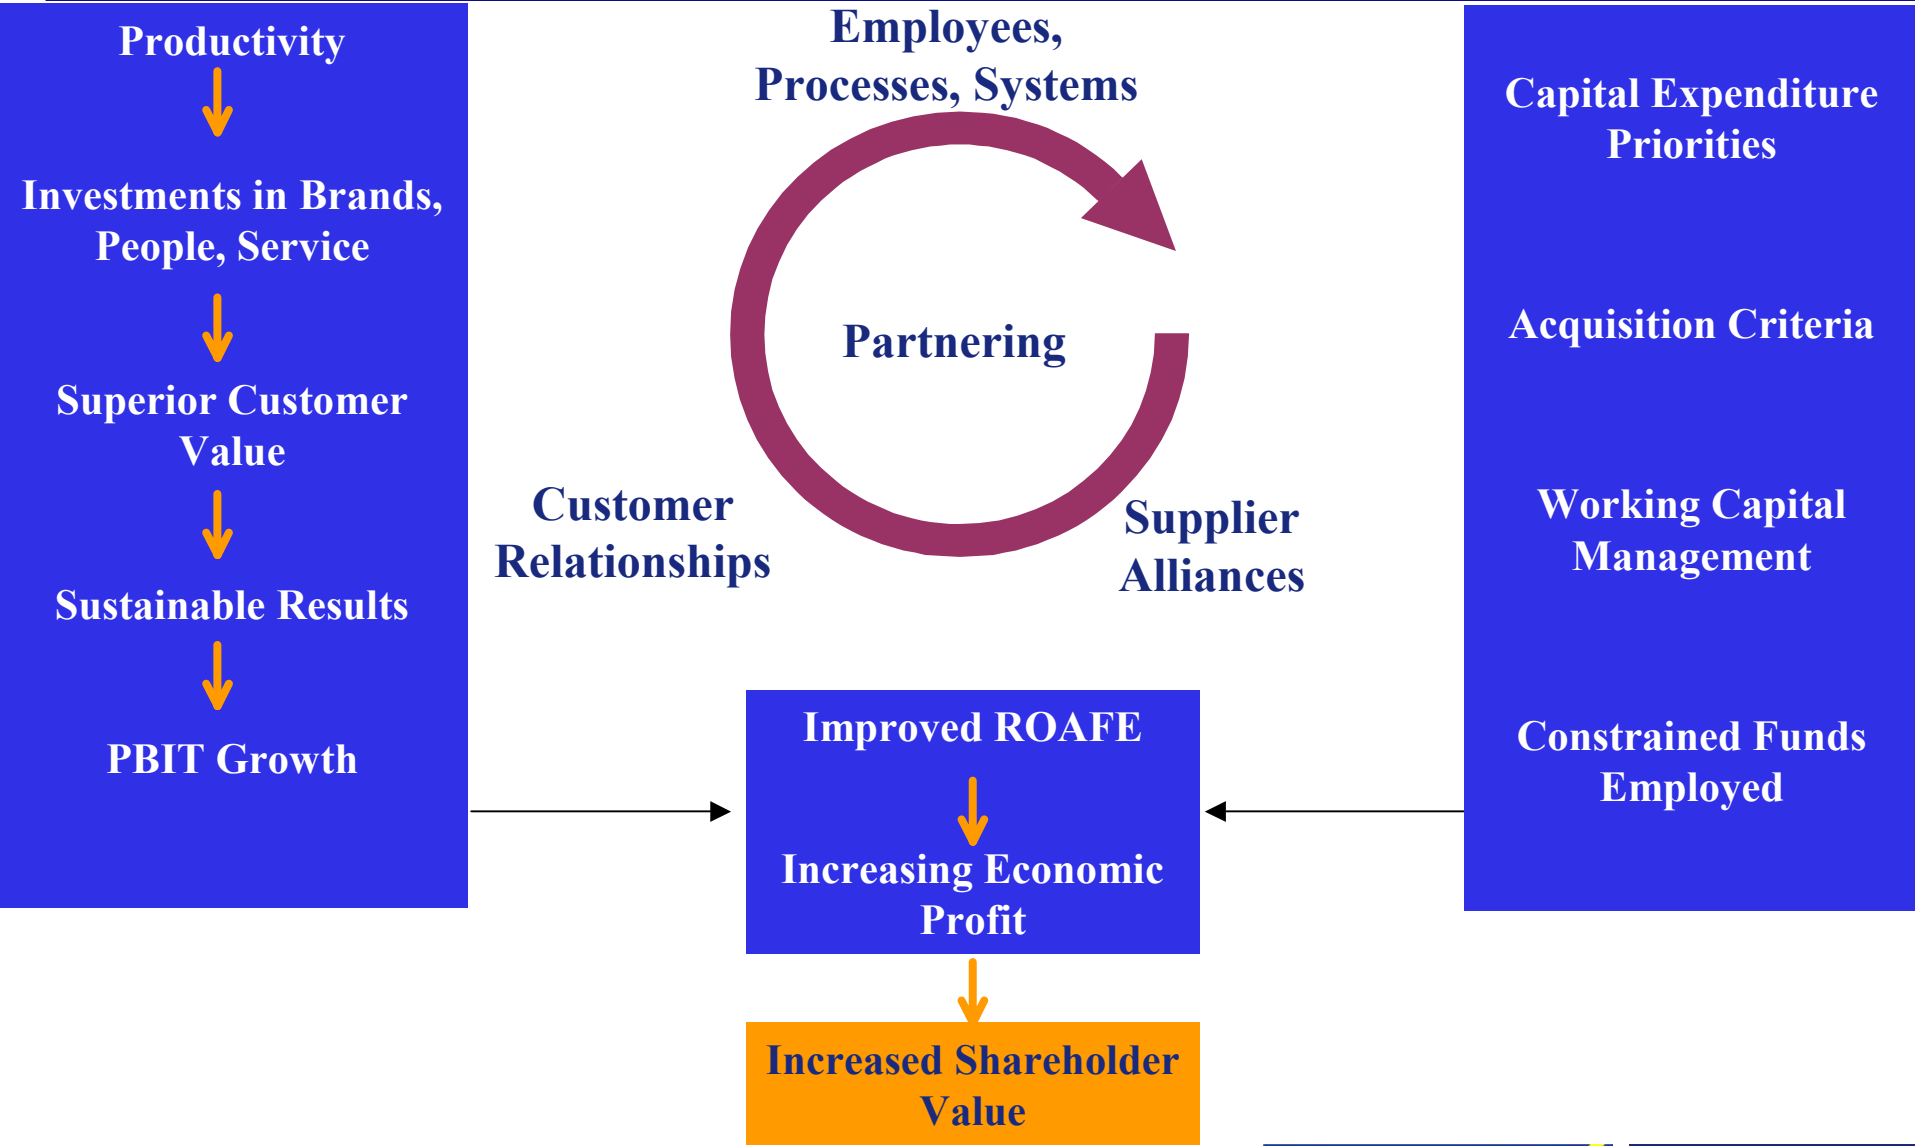 Productivity
Investments in Brands,
People, Service
Superior Customer
Value
Sustainable Results
PBIT Growth
Employees,
Processes, Systems
Partnering
Customer
Relationships
Supplier
Alliances
Capital Expenditure
Priorities
Acquisition Criteria
Working Capital
Management
Constrained Funds
Employed
Improved ROAFE
Increasing Economic
Profit
Increased Shareholder
Value